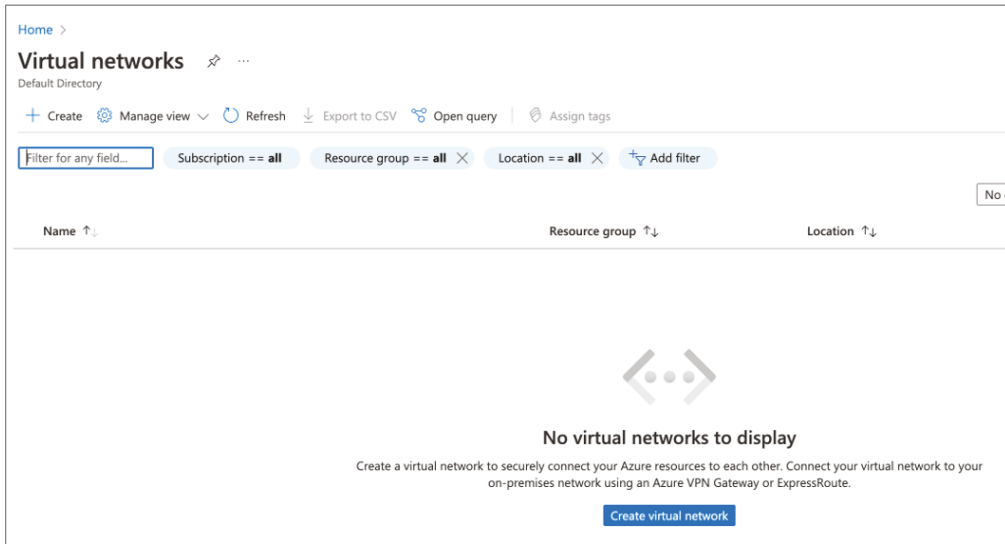 Home >
Virtual networks ...
Default Directory
+ Create Manage view Refresh Export to CSV Open query Assign tags
Filter for any field... Subscription == all Resource group == all × Location == all × Add filter
No
Name ↑↓ Resource group ↑↓ Location ↑↓
No virtual networks to display
Create a virtual network to securely connect your Azure resources to each other. Connect your virtual network to your
on-premises network using an Azure VPN Gateway or ExpressRoute.
Create virtual network